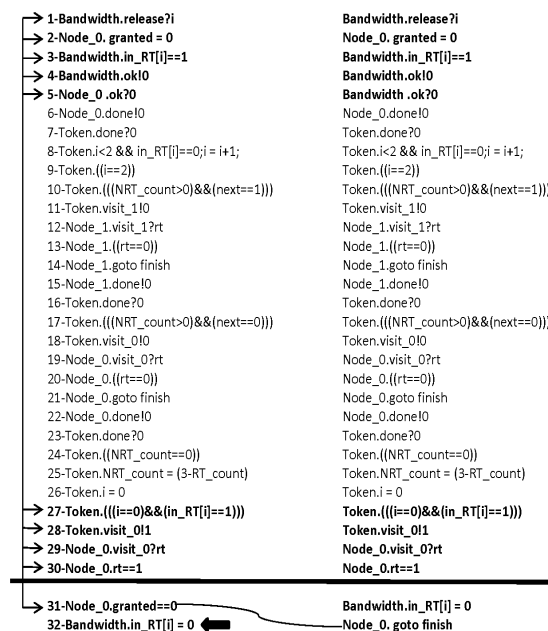 1-Bandwidth.release?i Bandwidth.release?i
2-Node_0. granted = 0 Node_0. granted = 0
3-Bandwidth.in_RT[i]==1 Bandwidth.in_RT[i]==1
4-Bandwidth.ok!0 Bandwidth.ok!0
5-Node_0 .ok?0 Bandwidth .ok?0
6-Node_0.done!0 Node_0.done!0
7-Token.done?0 Token.done?0
8-Token.i<2 && in_RT[i]==0;i = i+1; Token.i<2 && in_RT[i]==0;i = i+1;
9-Token.((i==2)) Token.((i==2))
10-Token.(((NRT_count>0)&&(next==1))) Token.(((NRT_count>0)&&(next==1)))
11-Token.visit_1!0 Token.visit_1!0
12-Node_1.visit_1?rt Node_1.visit_1?rt
13-Node_1.((rt==0)) Node_1.((rt==0))
14-Node_1.goto finish Node_1.goto finish
15-Node_1.done!0 Node_1.done!0
16-Token.done?0 Token.done?0
17-Token.(((NRT_count>0)&&(next==0))) Token.(((NRT_count>0)&&(next==0)))
18-Token.visit_0!0 Token.visit_0!0
19-Node_0.visit_0?rt Node_0.visit_0?rt
20-Node_0.((rt==0)) Node_0.((rt==0))
21-Node_0.goto finish Node_0.goto finish
22-Node_0.done!0 Node_0.done!0
23-Token.done?0 Token.done?0
24-Token.((NRT_count==0)) Token.((NRT_count==0))
25-Token.NRT_count = (3-RT_count) Token.NRT_count = (3-RT_count)
26-Token.i = 0 Token.i = 0
27-Token.(((i==0)&&(in_RT[i]==1))) Token.(((i==0)&&(in_RT[i]==1)))
28-Token.visit_0!1 Token.visit_0!1
29-Node_0.visit_0?rt Node_0.visit_0?rt
30-Node_0.rt==1 Node_0.rt==1
31-Node_0.granted==0 Bandwidth.in_RT[i] = 0
32-Bandwidth.in_RT[i] = 0 Node_0. goto finish